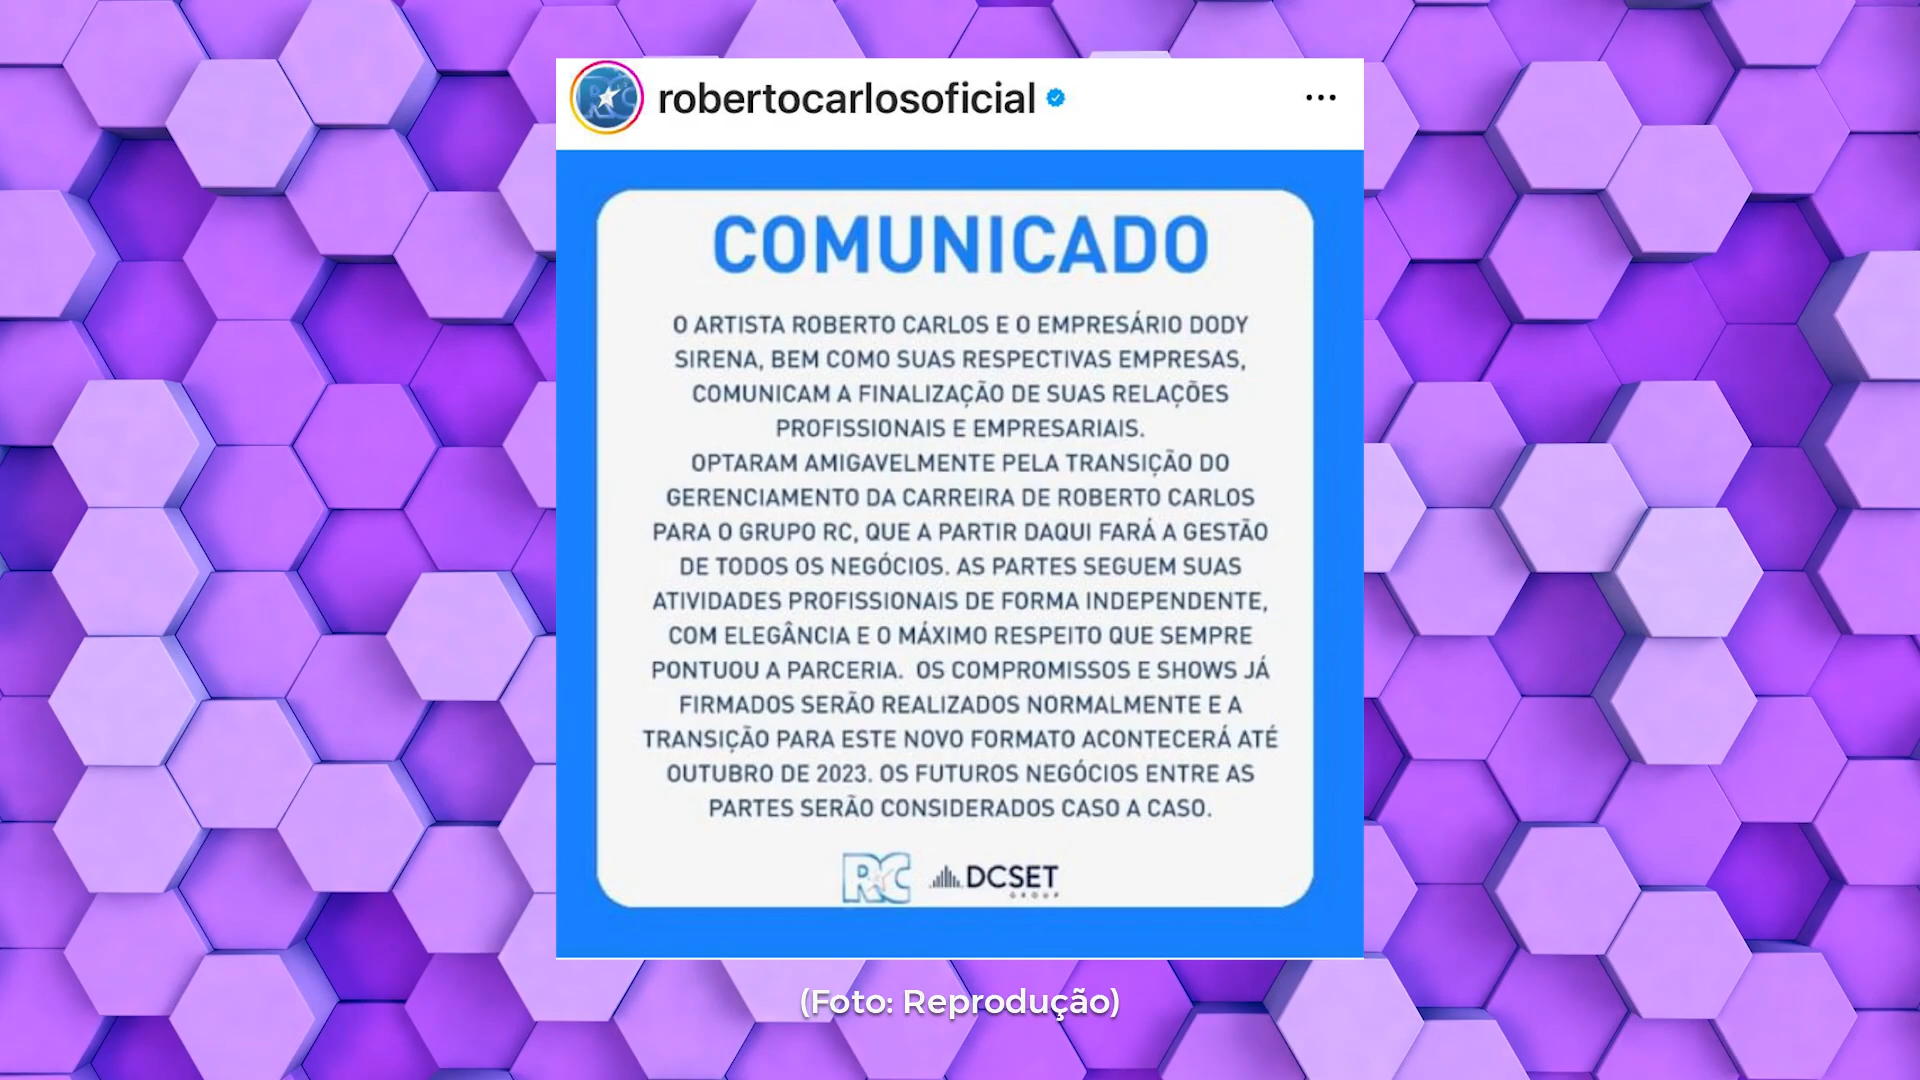 robertocarlosoficial
COMUNICADO
O ARTISTA ROBERTO CARLOS E O EMPRESÁRIO DODY
SIRENA, BEM COMO SUAS RESPECTIVAS EMPRESAS,
COMUNICAM A FINALIZAÇÃO DE SUAS RELAÇÕES
PROFISSIONAIS E EMPRESARIAIS.
OPTARAM AMIGAVELMENTE PELA TRANSIÇÃO DO
GERENCIAMENTO DA CARREIRA DE ROBERTO CARLOS
PARA O GRUPO RC, QUE A PARTIR DAQUI FARÁ A GESTÃO
DE TODOS OS NEGÓCIOS. AS PARTES SEGUEM SUAS
ATIVIDADES PROFISSIONAIS DE FORMA INDEPENDENTE,
COM ELEGÂNCIA E O MÁXIMO RESPEITO QUE SEMPRE
PONTUOU A PARCERIA. OS COMPROMISSOS E SHOWS JÁ
FIRMADOS SERÃO REALIZADOS NORMALMENTE E A
TRANSIÇÃO PARA ESTE NOVO FORMATO ACONTECERÁ ATÉ
OUTUBRO DE 2023. OS FUTUROS NEGÓCIOS ENTRE AS
PARTES SERÃO CONSIDERADOS CASO A CASO.
RC DCSET
GROUP
(Foto: Reprodução)